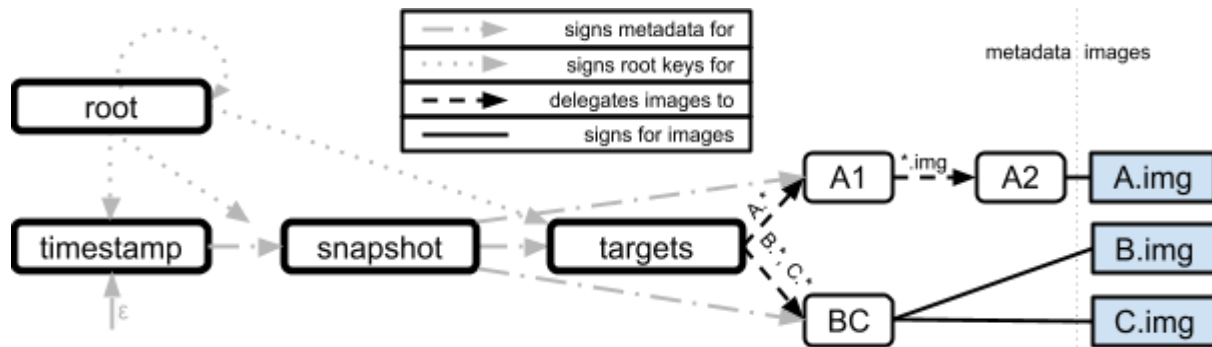 signs metadata for
signs root keys for
delegates images to
signs for images
metadata images
root
A1
*.img
A2
A.img
timestamp
snapshot
targets
A.*
B.*, C.*
B.img
BC
C.img
ε